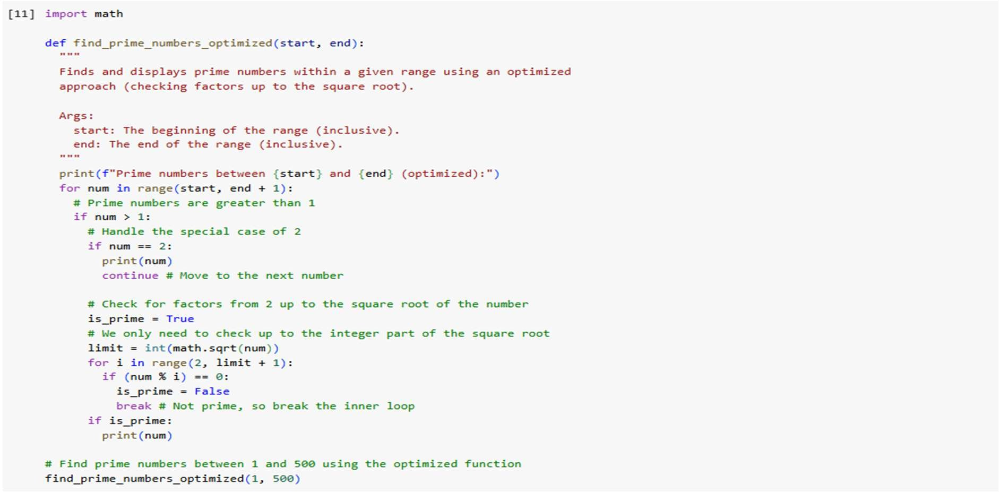 [11] import math
def find_prime_numbers_optimized(start, end):
"""
Finds and displays prime numbers within a given range using an optimized
approach (checking factors up to the square root).
Args:
start: The beginning of the range (inclusive).
end: The end of the range (inclusive).
"""
print(f"Prime numbers between {start} and {end} (optimized):")
for num in range(start, end + 1):
# Prime numbers are greater than 1
if num > 1:
# Handle the special case of 2
if num == 2:
print(num)
continue # Move to the next number
# Check for factors from 2 up to the square root of the number
is_prime = True
# We only need to check up to the integer part of the square root
limit = int(math.sqrt(num))
for i in range(2, limit + 1):
if (num % i) == 0:
is_prime = False
break # Not prime, so break the inner loop
if is_prime:
print(num)
# Find prime numbers between 1 and 500 using the optimized function
find_prime_numbers_optimized(1, 500)